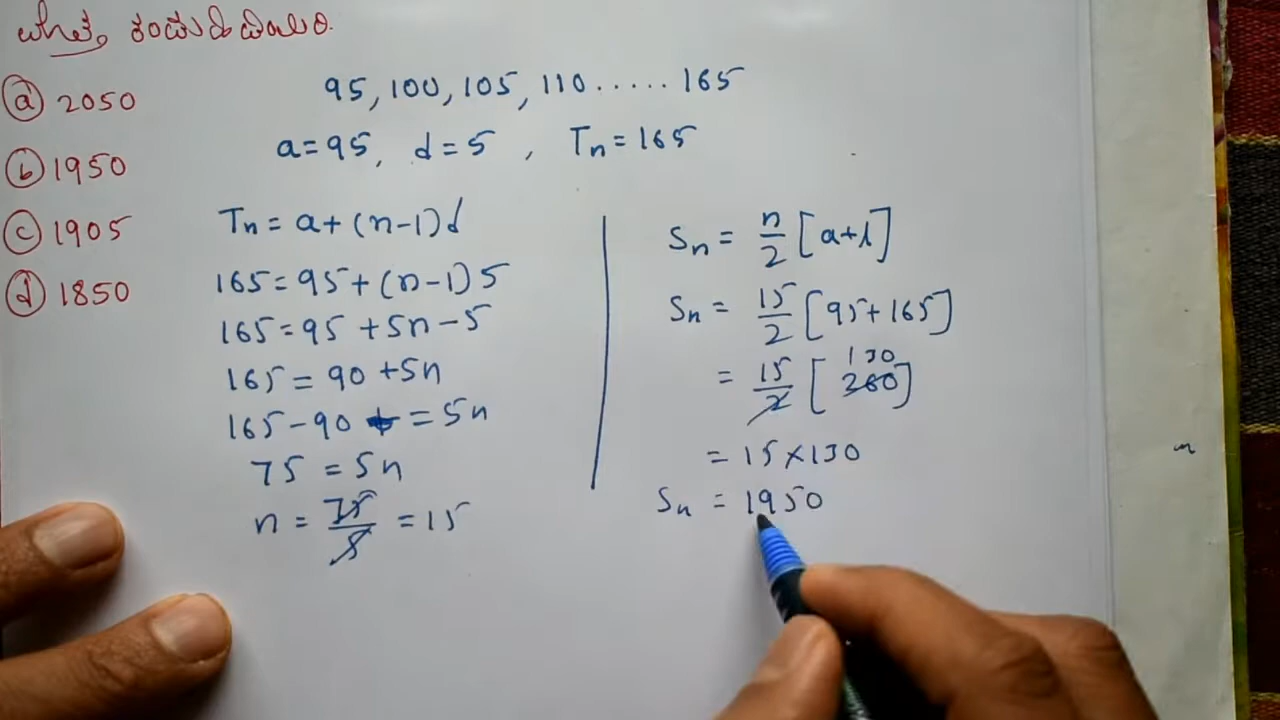 ಮೊತ್ತ ಕಂಡುಹಿಡಿಯಿರಿ.
95, 100, 105, 110 ...... 165
a=95, d=5, Tn=165
ⓐ 2050
ⓑ 1950
ⓒ 1905
ⓓ 1850
Tn = a+(n-1)d
165=95+(n-1)5
165=95+5n-5
165=90+5n
165-90=5n
75=5n
n=75/5=15
Sn = n/2 [a+l]
Sn = 15/2 [95+165]
= 15/2 [260] 130
= 15×130
Sn = 1950